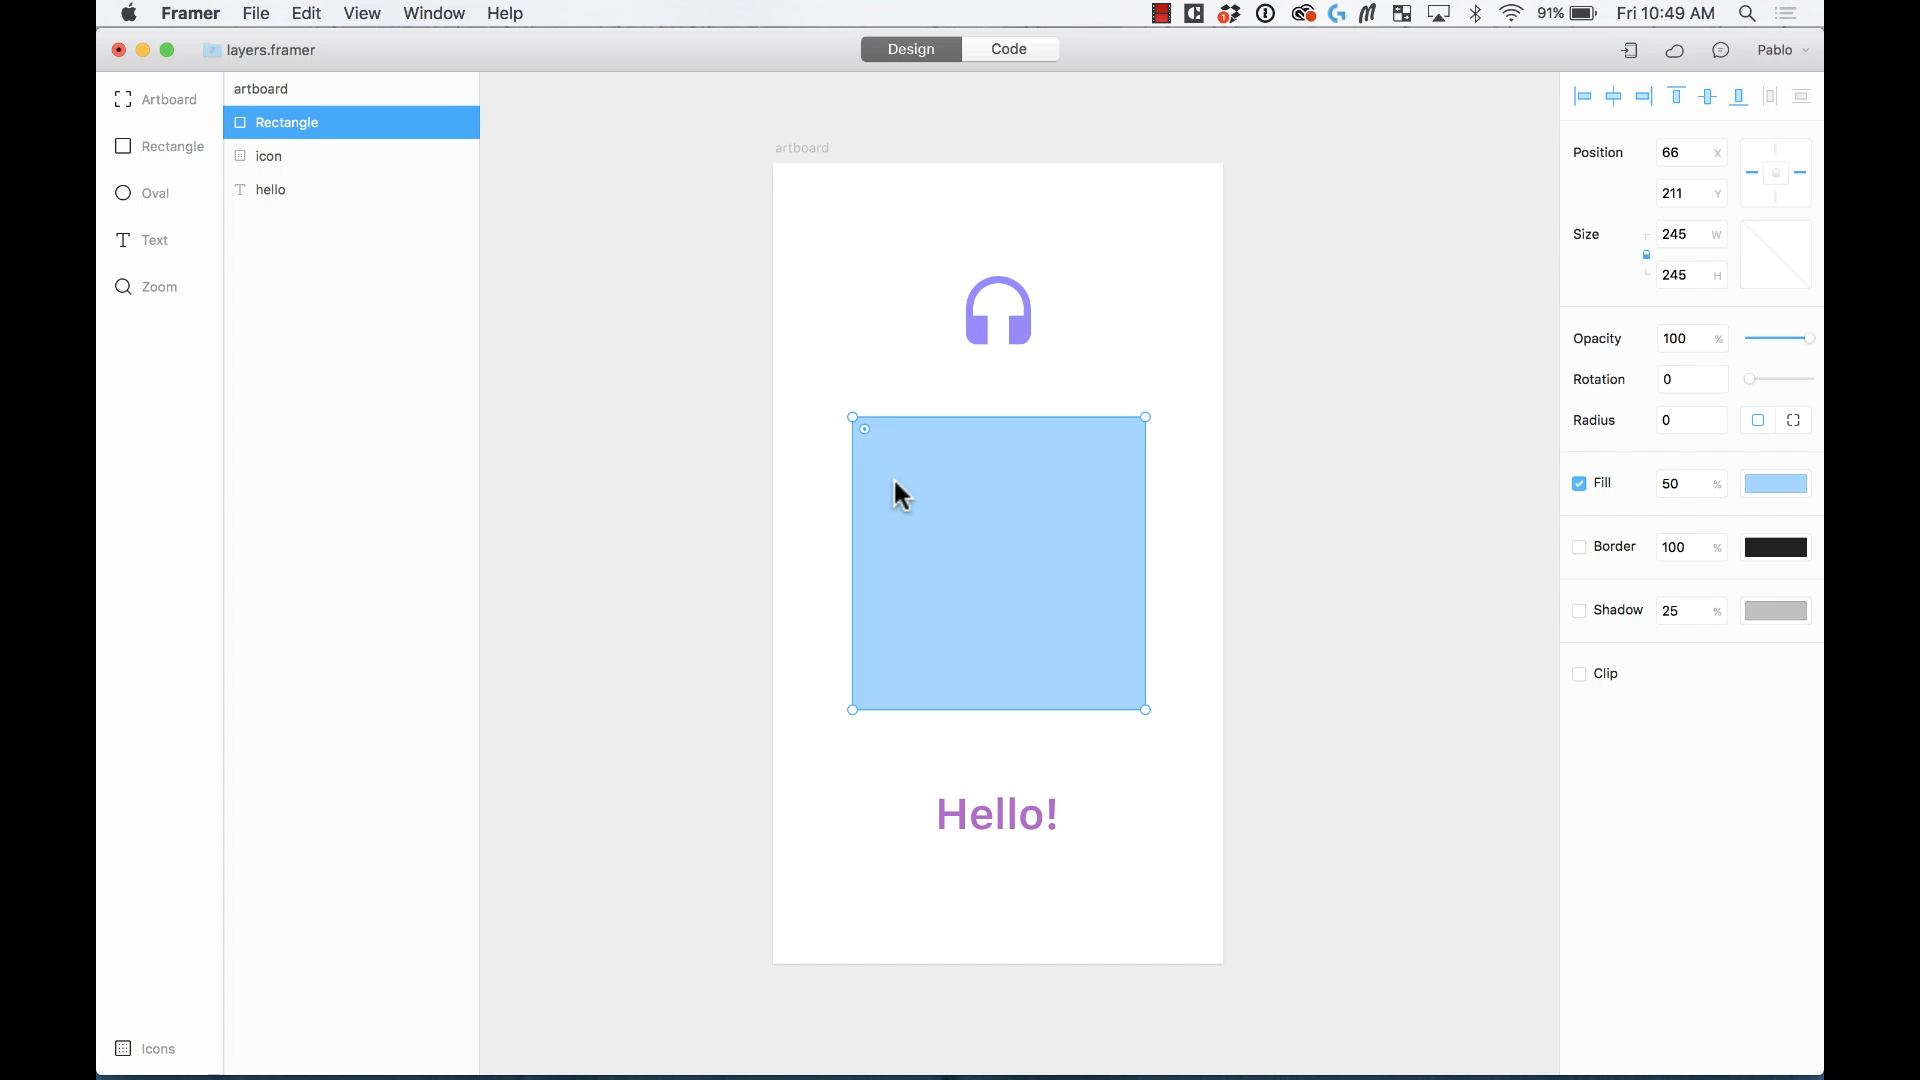 Framer File Edit View Window Help 91% Fri 10:49 AM
layers.framer Design Code Pablo
Artboard
Rectangle
Oval
Text
Zoom
Icons
artboard
Rectangle
icon
hello
artboard
Hello!
Position 66 X
211 Y
Size 245 W
245 H
Opacity 100 %
Rotation 0
Radius 0
Fill 50 %
Border 100 %
Shadow 25 %
Clip